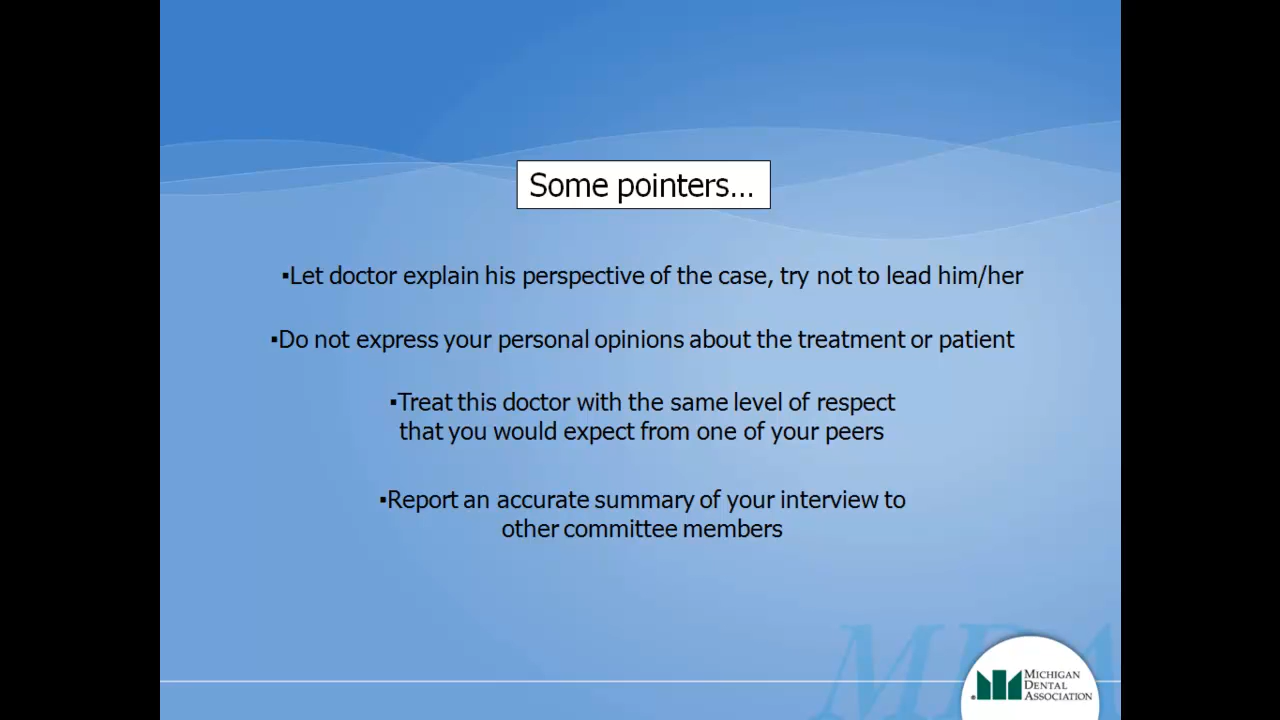 Some pointers…
▪Let doctor explain his perspective of the case, try not to lead him/her
▪Do not express your personal opinions about the treatment or patient
▪Treat this doctor with the same level of respect
that you would expect from one of your peers
▪Report an accurate summary of your interview to
other committee members
MDA
MICHIGAN
DENTAL
ASSOCIATION